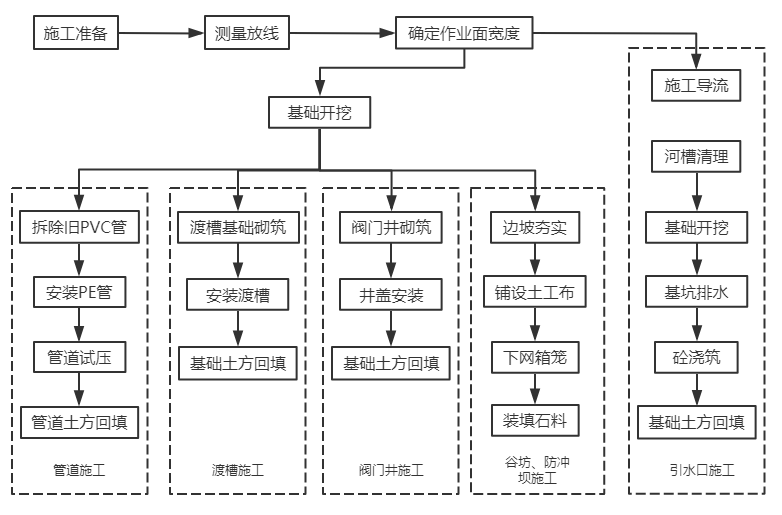 施工准备
测量放线
确定作业面宽度
施工导流
基础开挖
河槽清理
拆除旧PVC管
渡槽基础砌筑
阀门井砌筑
边坡夯实
基础开挖
安装PE管
安装渡槽
井盖安装
铺设土工布
基坑排水
管道试压
基础土方回填
基础土方回填
下网箱笼
砼浇筑
管道土方回填
装填石料
基础土方回填
管道施工
渡槽施工
阀门井施工
谷坊、防冲
坝施工
引水口施工